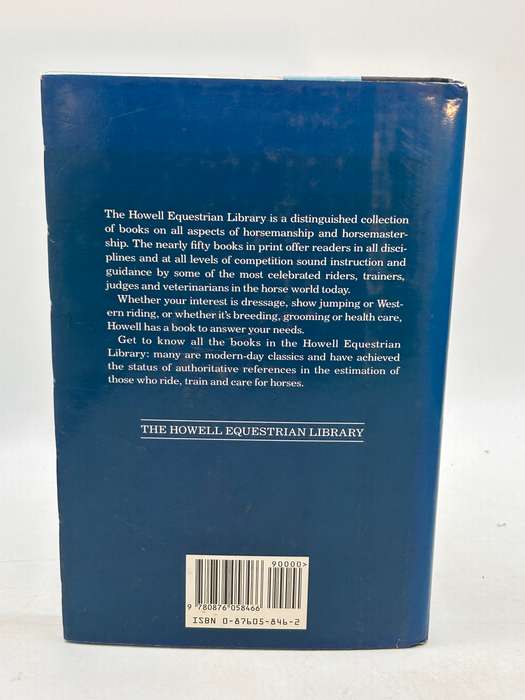 The Howell Equestrian Library is a distinguished collection
of books on all aspects of horsemanship and horsemaster-
ship. The nearly fifty books in print offer readers in all disci-
plines and at all levels of competition sound instruction and
guidance by some of the most celebrated riders, trainers,
judges and veterinarians in the horse world today.
Whether your interest is dressage, show jumping or West-
ern riding, or whether it's breeding, grooming or health care,
Howell has a book to answer your needs.
Get to know all the books in the Howell Equestrian
Library: many are modern-day classics and have achieved
the status of authoritative references in the estimation of
those who ride, train and care for horses.
THE HOWELL EQUESTRIAN LIBRARY
90000>
9 780876 058466
ISBN 0-87605-846-2